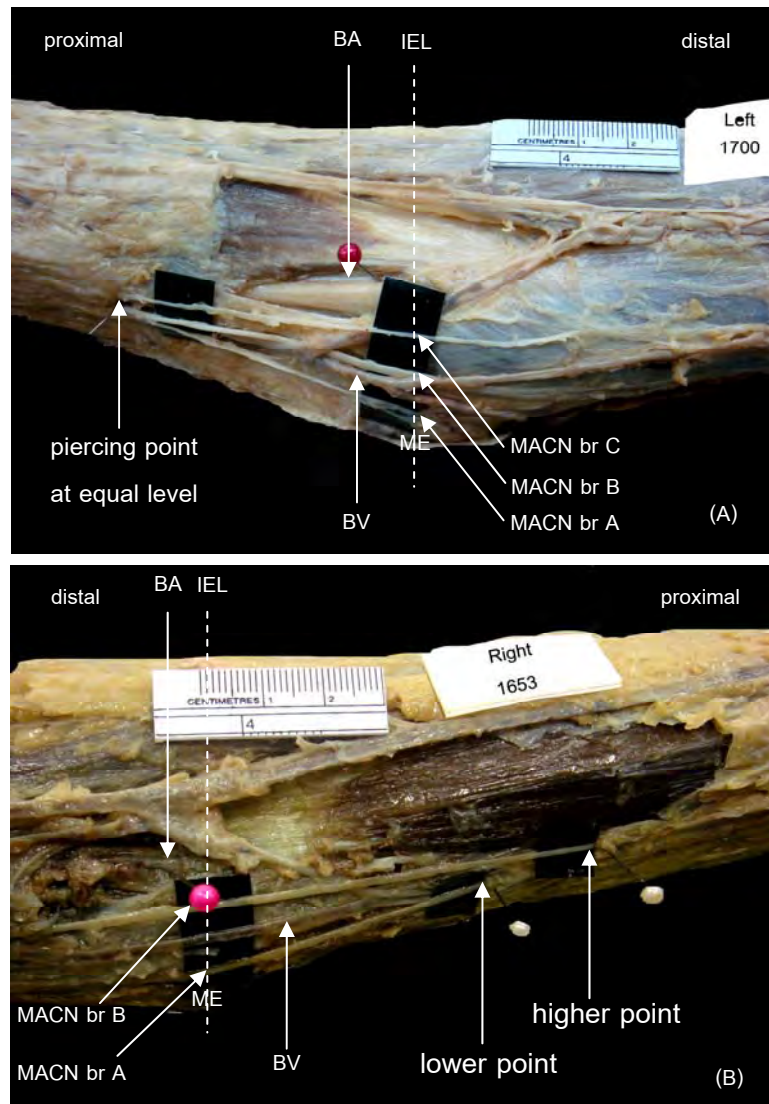 proximal
BA
IEL
distal
CENTIMETRES 1 2
4
Left
1700
piercing point
at equal level
BV
ME
MACN br C
MACN br B
MACN br A
(A)
distal
BA
IEL
proximal
CENTIMETRES 1 2
4
Right
1653
MACN br B
MACN br A
ME
BV
lower point
higher point
(B)